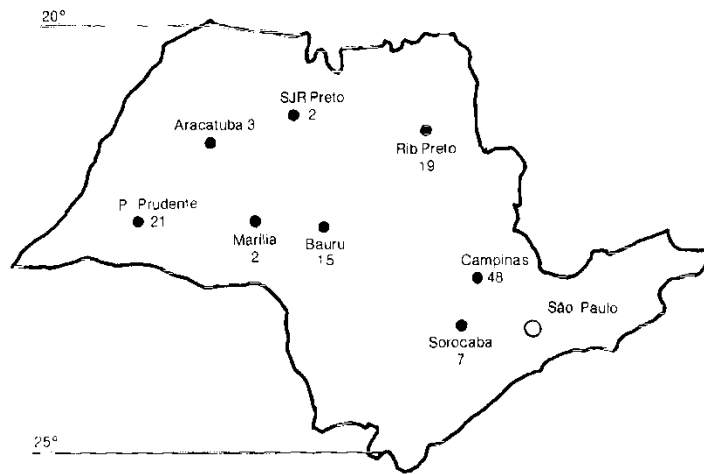 20°
SJR Preto
2
Aracatuba 3
Rib Preto
19
P. Prudente
21
Marília
2
Bauru
15
Campinas
48
São Paulo
Sorocaba
7
25°